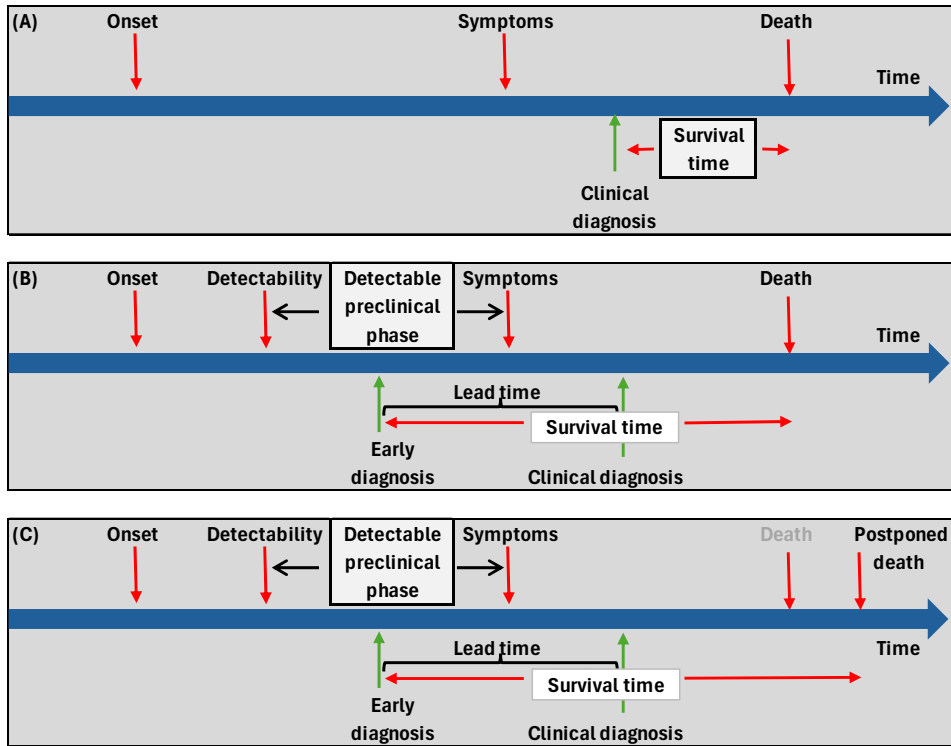 (A)
Onset
Symptoms
Death
Time
Survival
time
Clinical
diagnosis
(B)
Onset
Detectability
Detectable
preclinical
phase
Symptoms
Death
Time
Lead time
Survival time
Early
diagnosis
Clinical diagnosis
(C)
Onset
Detectability
Detectable
preclinical
phase
Symptoms
Death
Postponed
death
Time
Lead time
Survival time
Early
diagnosis
Clinical diagnosis